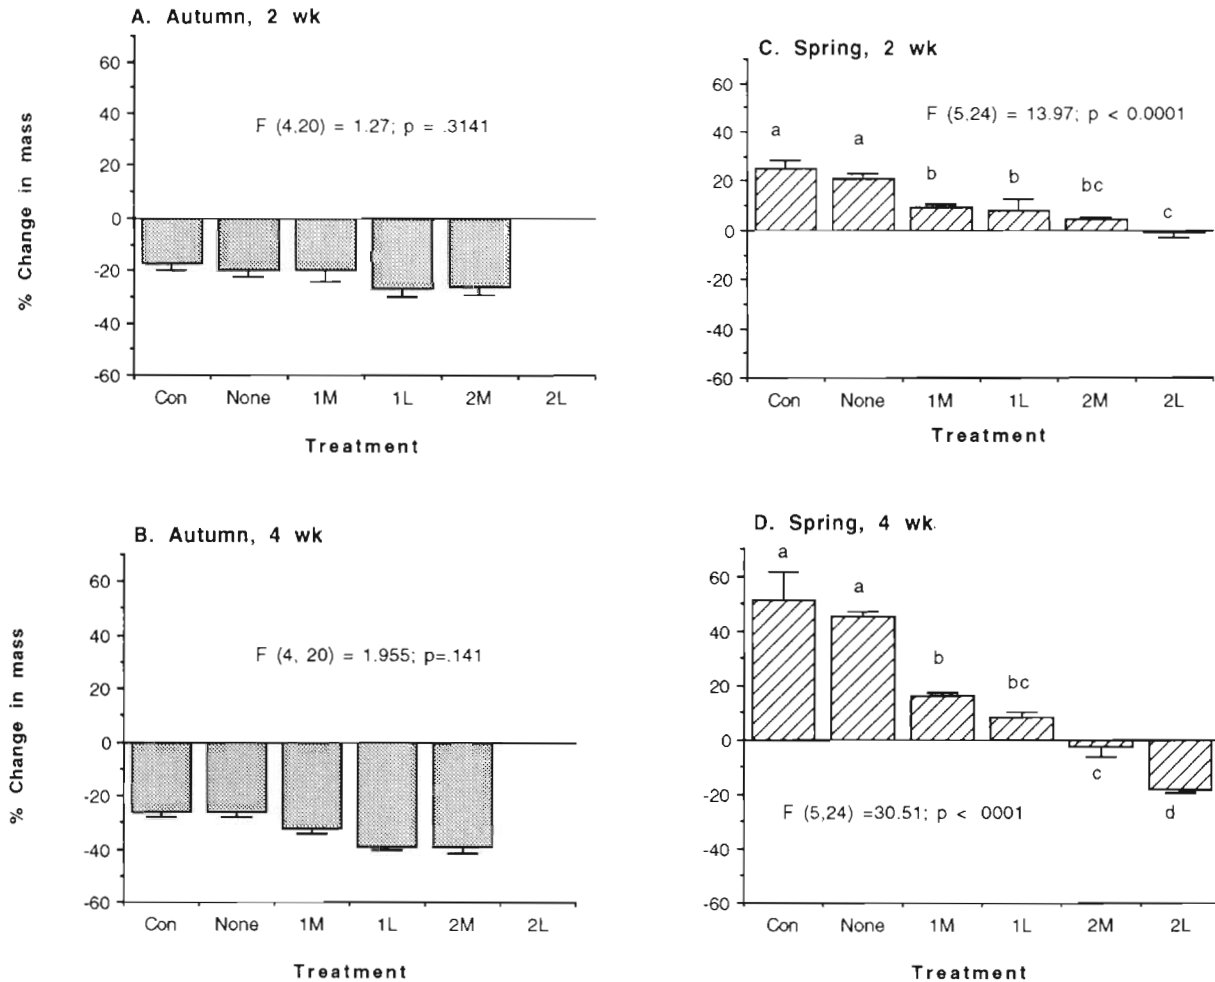 A. Autumn, 2 wk
% Change in mass
60
40
20
0
-20
-40
-60
F (4,20) = 1.27; p = .3141
Con None 1M 1L 2M 2L
Treatment
C. Spring, 2 wk
60
40
20
0
-20
-40
-60
F (5,24) = 13.97; p < 0.0001
a a b b bc c
Con None 1M 1L 2M 2L
Treatment
B. Autumn, 4 wk
% Change in mass
60
40
20
0
-20
-40
-60
F (4, 20) = 1.955; p=.141
Con None 1M 1L 2M 2L
Treatment
D. Spring, 4 wk
60
40
20
0
-20
-40
-60
a a b bc c d
F (5,24) =30.51; p < 0001
Con None 1M 1L 2M 2L
Treatment